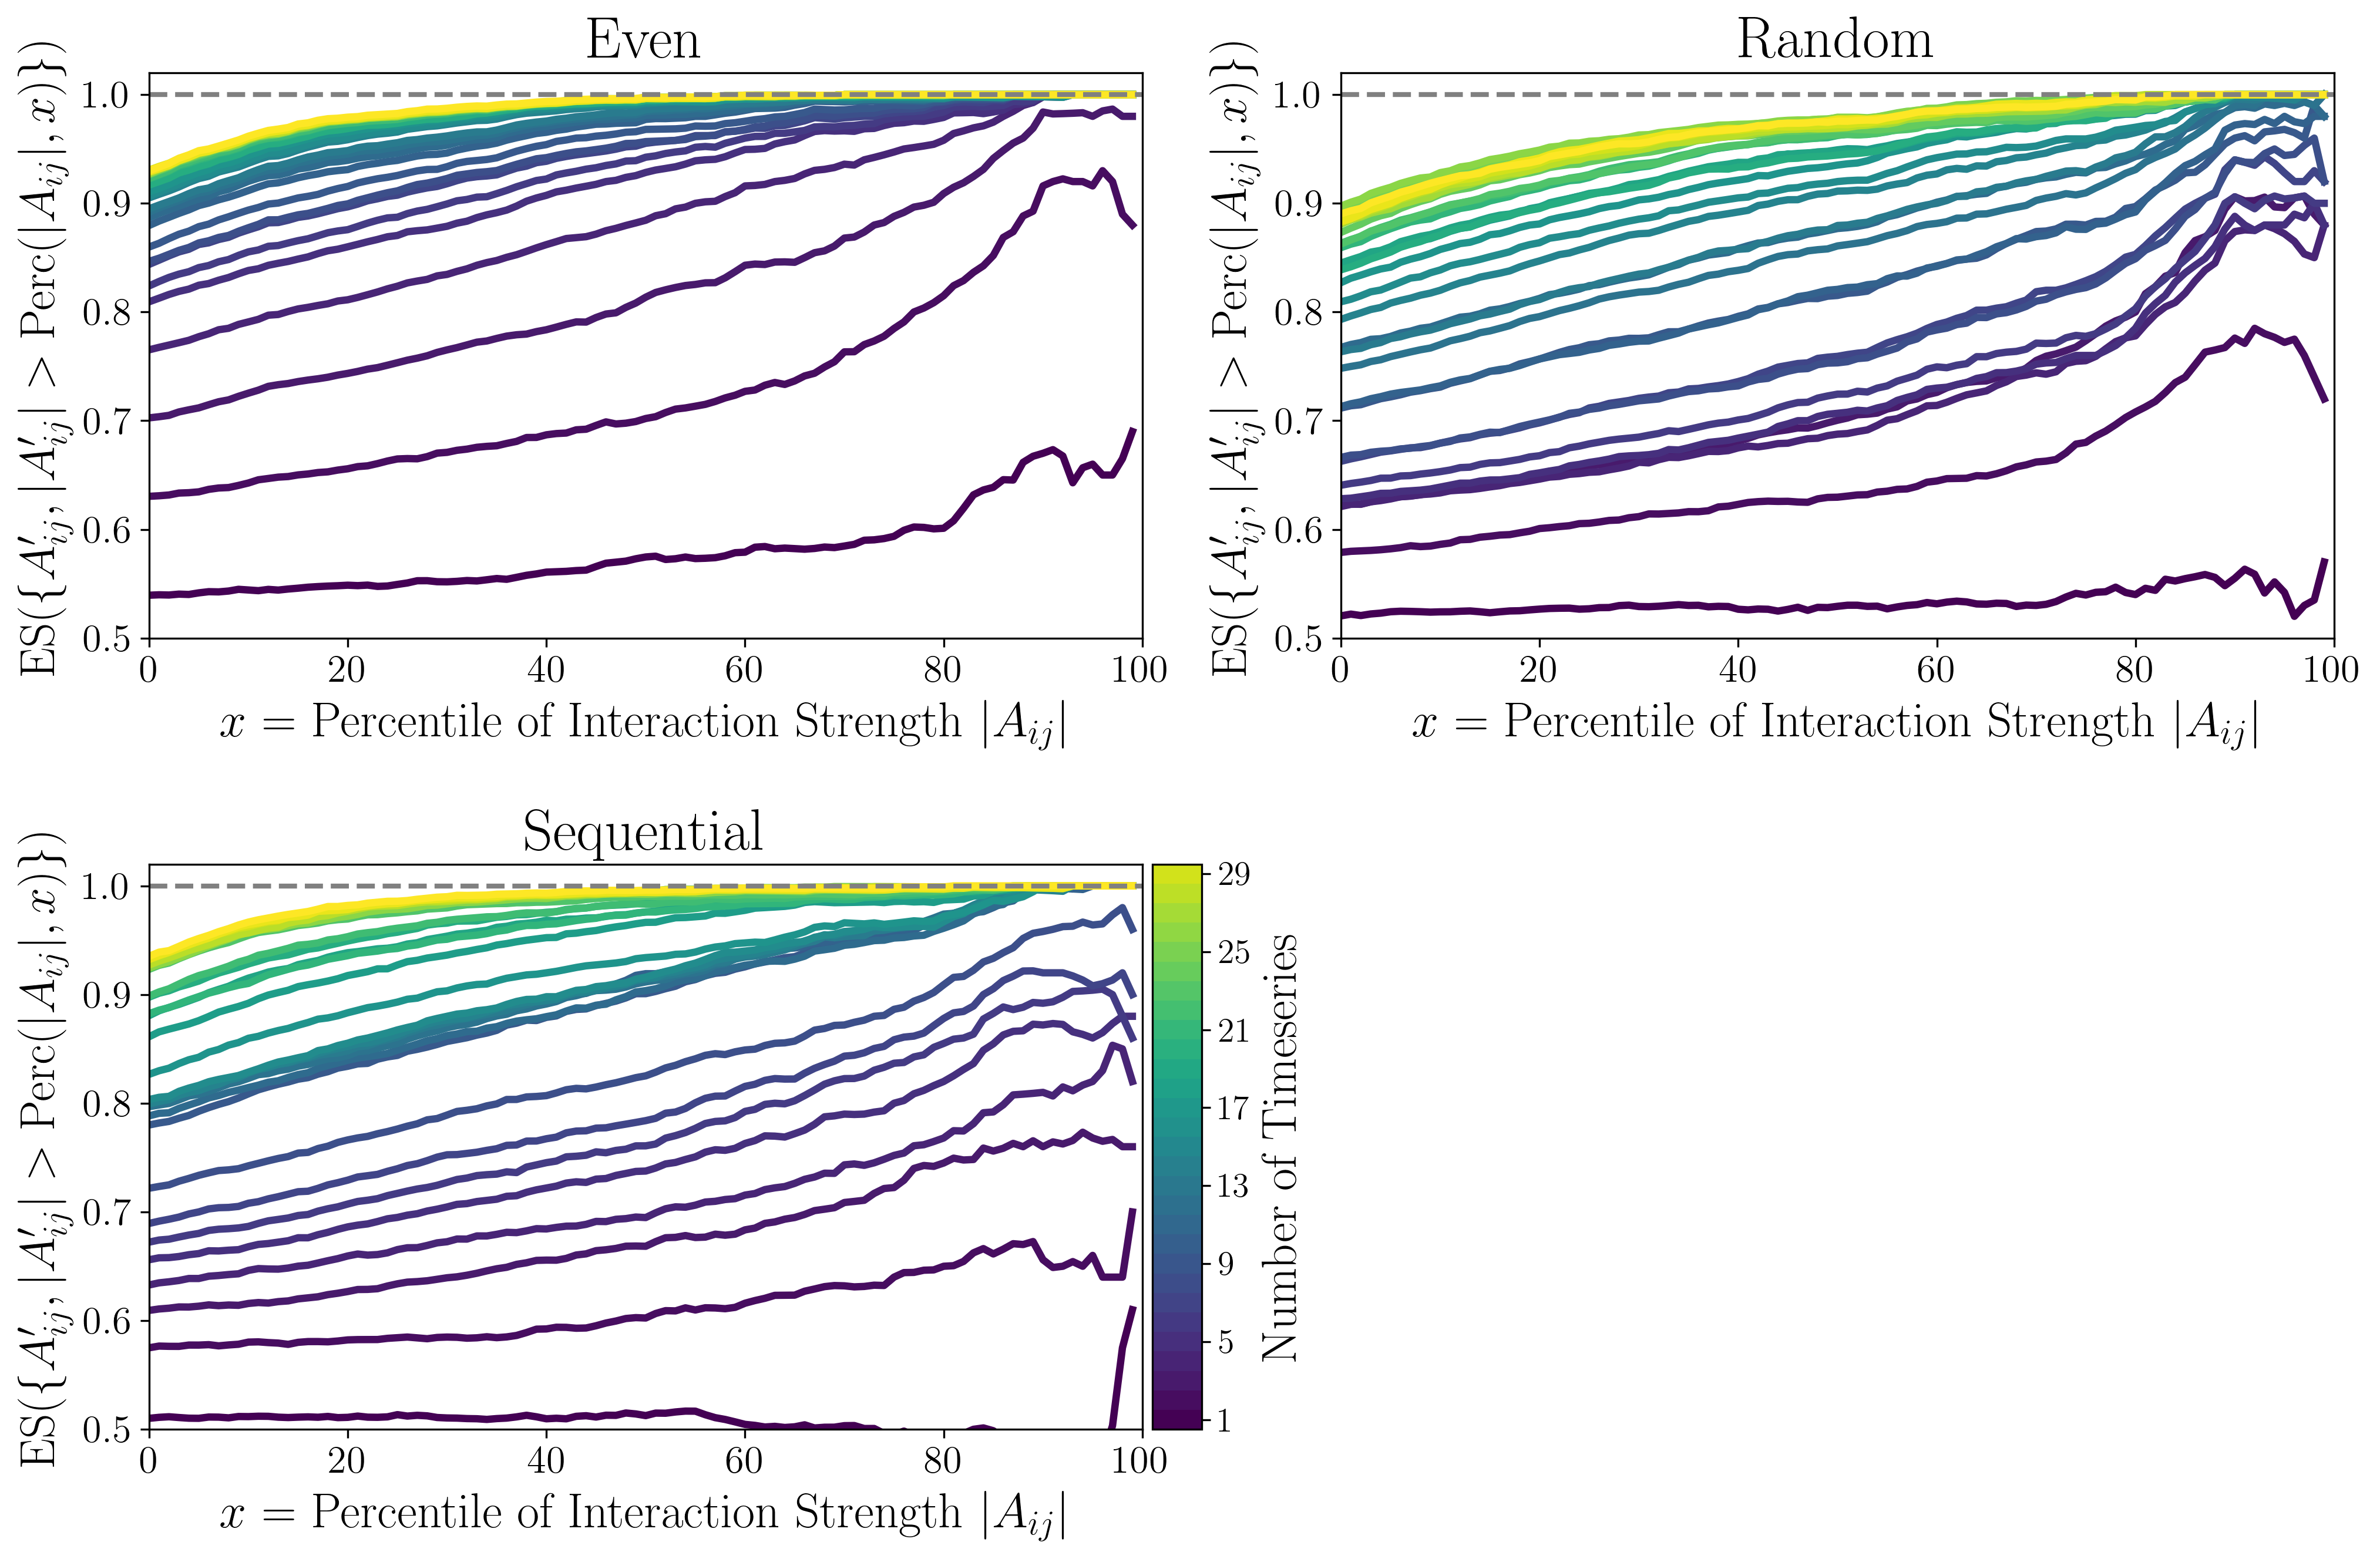 Even
ES({A′ij, |A′ij| > Perc(|Aij|, x)})
1.0
0.9
0.8
0.7
0.6
0.5
0 20 40 60 80 100
x = Percentile of Interaction Strength |Aij|
Random
ES({A′ij, |A′ij| > Perc(|Aij|, x)})
1.0
0.9
0.8
0.7
0.6
0.5
0 20 40 60 80 100
x = Percentile of Interaction Strength |Aij|
Sequential
ES({A′ij, |A′ij| > Perc(|Aij|, x)})
1.0
0.9
0.8
0.7
0.6
0.5
0 20 40 60 80 100
x = Percentile of Interaction Strength |Aij|
29
25
21
17
13
9
5
1
Number of Timeseries